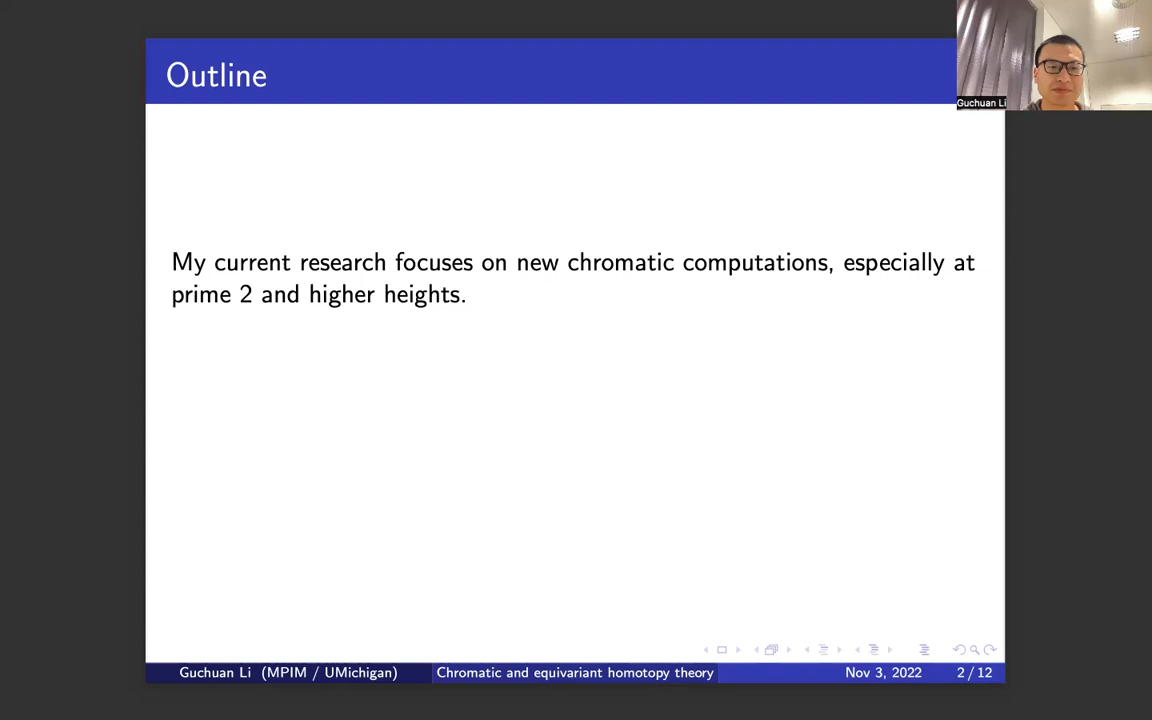 Outline
Guchuan Li
My current research focuses on new chromatic computations, especially at
prime 2 and higher heights.
Guchuan Li (MPIM / UMichigan) Chromatic and equivariant homotopy theory Nov 3, 2022 2 / 12